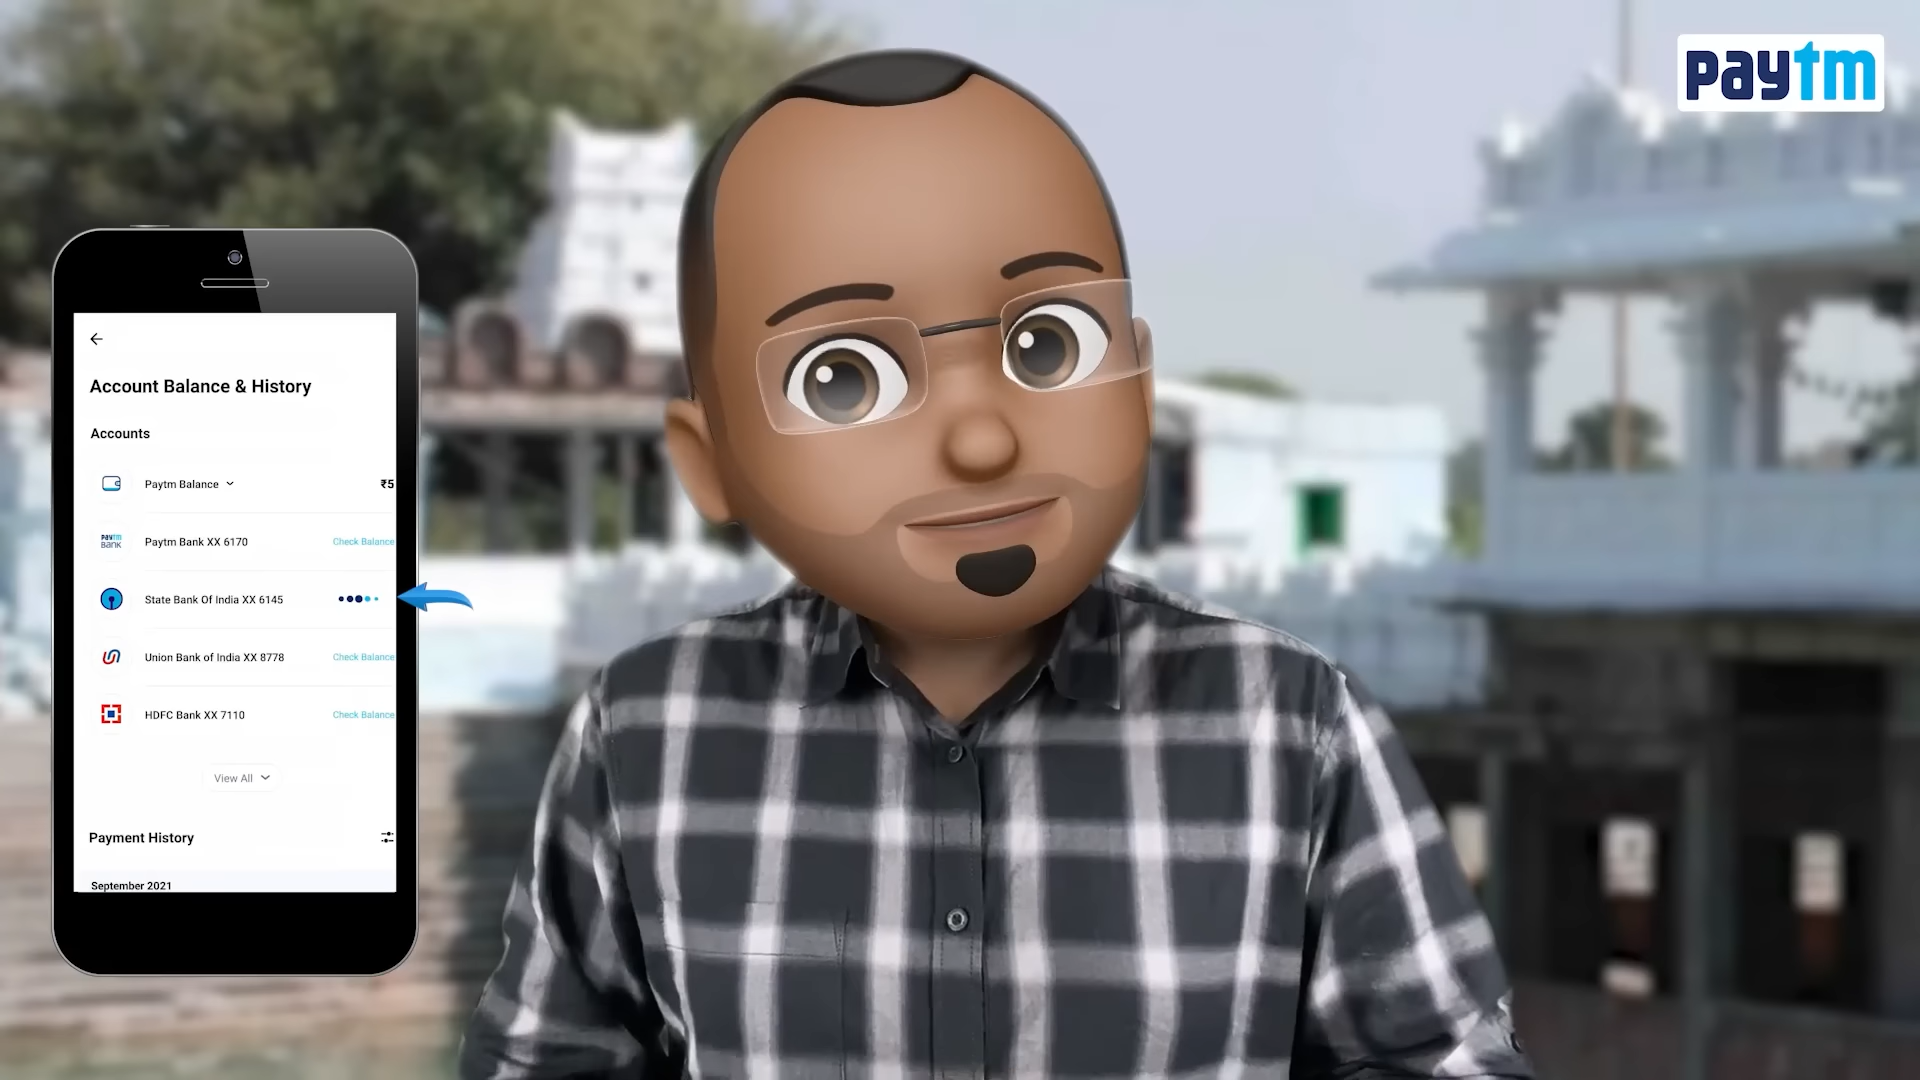 paytm
Account Balance & History
Accounts
Paytm Balance ₹5
paytm BANK Paytm Bank XX 6170 Check Balance
State Bank Of India XX 6145
Union Bank of India XX 8778 Check Balance
HDFC Bank XX 7110 Check Balance
View All
Payment History
September 2021